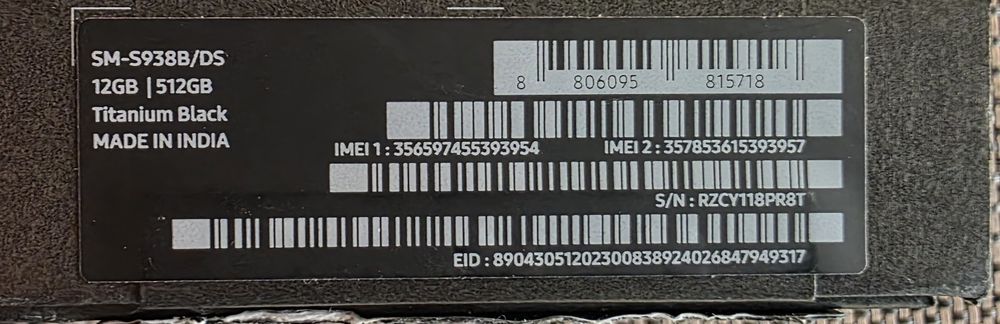 SM-S938B/DS
12GB | 512GB
Titanium Black
MADE IN INDIA
8 806095 815718
IMEI 1 : 356597455393954 IMEI 2 : 357853615393957
S/N : RZCY118PR8T
EID : 89043051202300838924026847949317